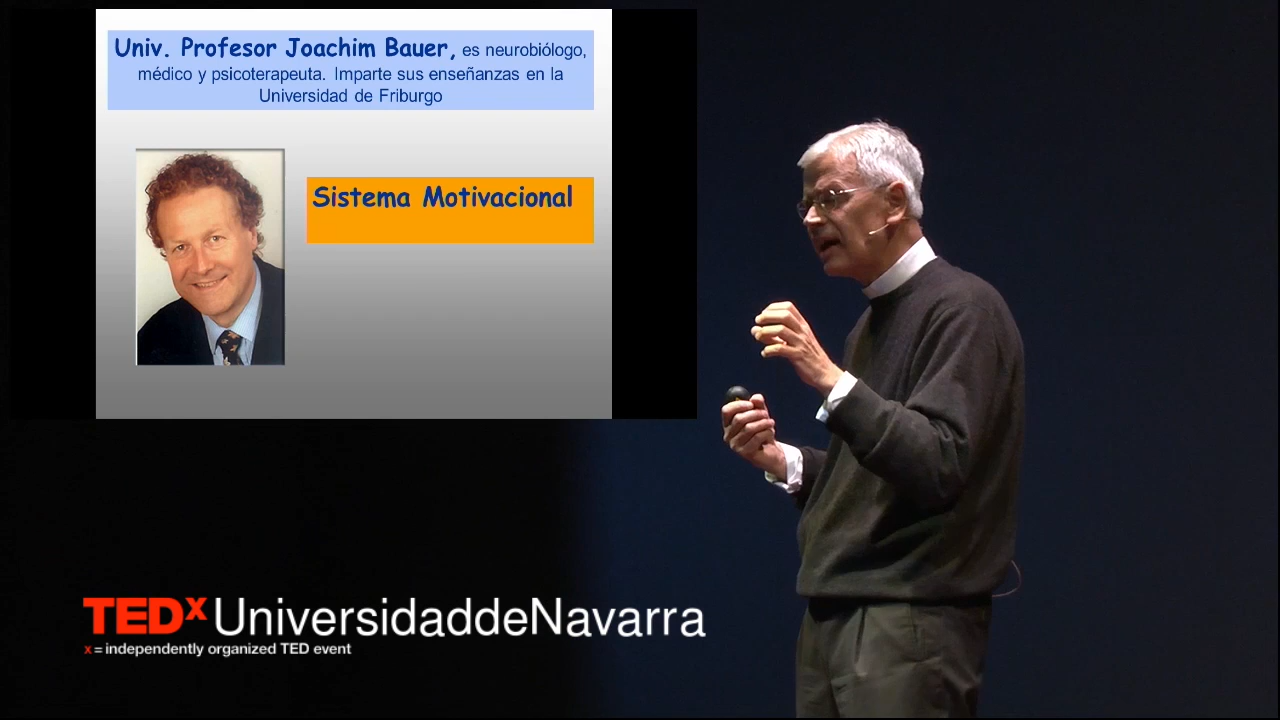 Univ. Profesor Joachim Bauer, es neurobiólogo,
médico y psicoterapeuta. Imparte sus enseñanzas en la
Universidad de Friburgo
Sistema Motivacional
TEDx UniversidaddeNavarra
x = independently organized TED event